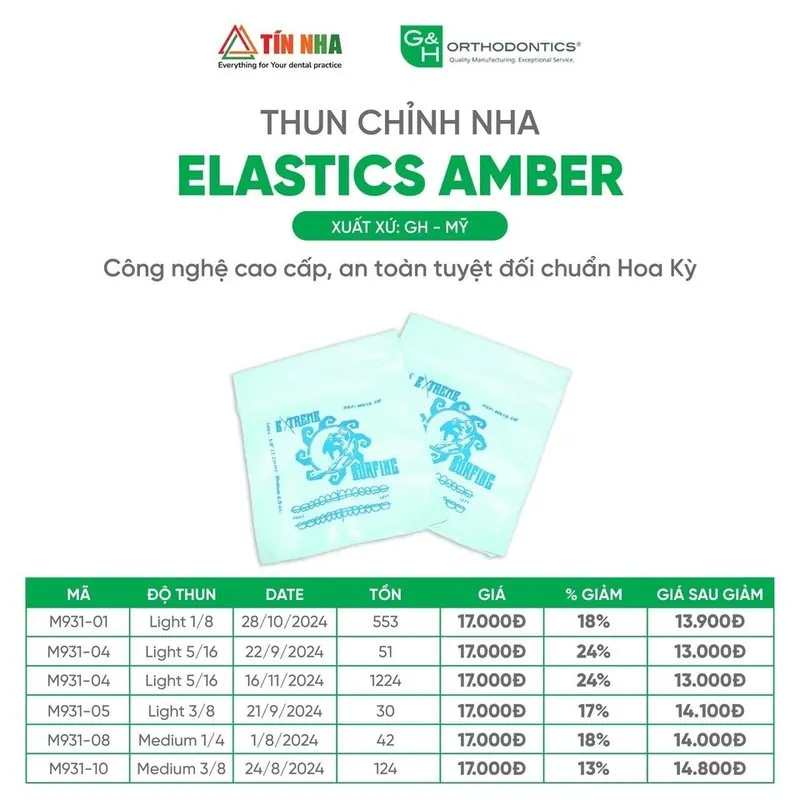 TÍN NHA
Everything for Your dental practice
G&H ORTHODONTICS®
Quality Manufacturing. Exceptional Service.
THUN CHỈNH NHA
ELASTICS AMBER
XUẤT XỨ: GH - MỸ
Công nghệ cao cấp, an toàn tuyệt đối chuẩn Hoa Kỳ
EXTREME
SURFING
RIGHT
LEFT
EXTREME
SURFING
LEFT
MÃ ĐỘ THUN DATE TỒN GIÁ % GIẢM GIÁ SAU GIẢM
M931-01 Light 1/8 28/10/2024 553 17.000Đ 18% 13.900Đ
M931-04 Light 5/16 22/9/2024 51 17.000Đ 24% 13.000Đ
M931-04 Light 5/16 16/11/2024 1224 17.000Đ 24% 13.000Đ
M931-05 Light 3/8 21/9/2024 30 17.000Đ 17% 14.100Đ
M931-08 Medium 1/4 1/8/2024 42 17.000Đ 18% 14.000Đ
M931-10 Medium 3/8 24/8/2024 124 17.000Đ 13% 14.800Đ